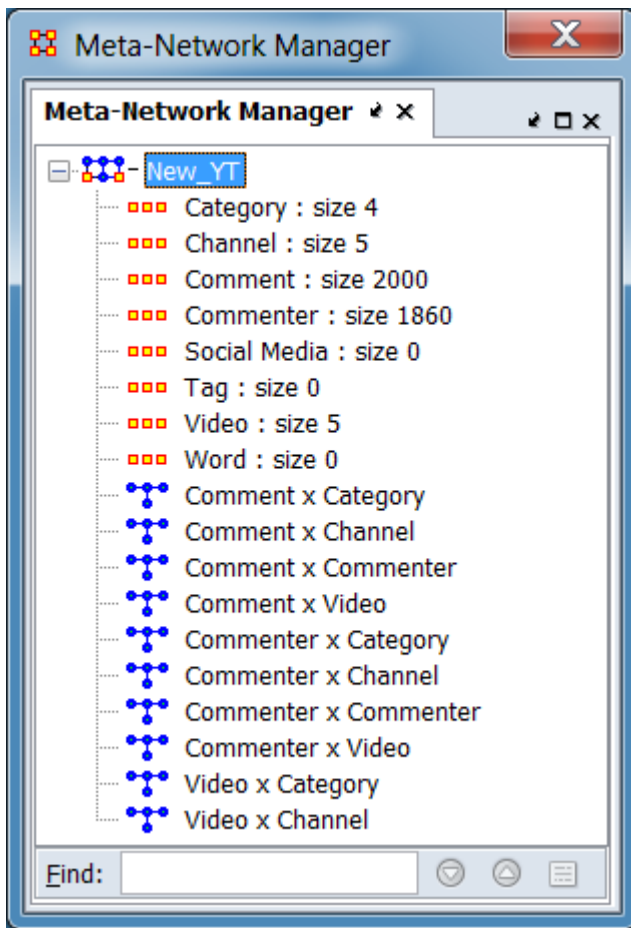 Meta-Network Manager
Meta-Network Manager
New_YT
Category : size 4
Channel : size 5
Comment : size 2000
Commenter : size 1860
Social Media : size 0
Tag : size 0
Video : size 5
Word : size 0
Comment x Category
Comment x Channel
Comment x Commenter
Comment x Video
Commenter x Category
Commenter x Channel
Commenter x Commenter
Commenter x Video
Video x Category
Video x Channel
Find: